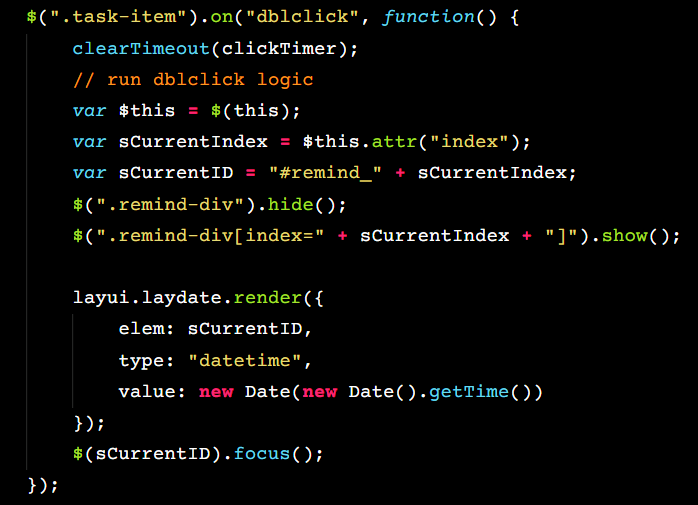 $(".task-item").on("dblclick", function() {
    clearTimeout(clickTimer);
    // run dblclick logic
    var $this = $(this);
    var sCurrentIndex = $this.attr("index");
    var sCurrentID = "#remind_" + sCurrentIndex;
    $(".remind-div").hide();
    $(".remind-div[index=" + sCurrentIndex + "]").show();

    layui.laydate.render({
        elem: sCurrentID,
        type: "datetime",
        value: new Date(new Date().getTime())
    });
    $(sCurrentID).focus();
});